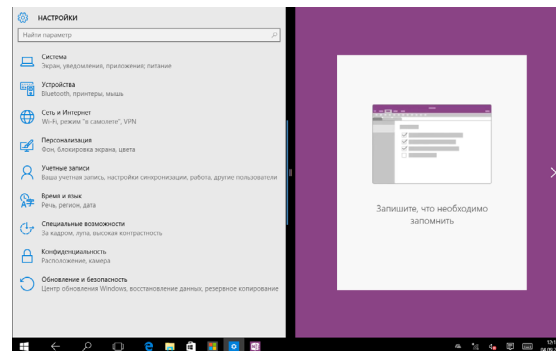 НАСТРОЙКИ
Найти параметр
Система
Экран, уведомления, приложения, питание
Устройства
Bluetooth, принтеры, мышь
Сеть и Интернет
Wi-Fi, режим "в самолете", VPN
Персонализация
Фон, блокировка экрана, цвета
Учетные записи
Ваша учетная запись, настройки синхронизации, работа, другие пользователи
Время и язык
Речь, регион, дата
Специальные возможности
За кадром, лупа, высокая контрастность
Конфиденциальность
Расположение, камера
Обновление и безопасность
Центр обновления Windows, восстановление данных, резервное копирование
Запишите, что необходимо
запомнить